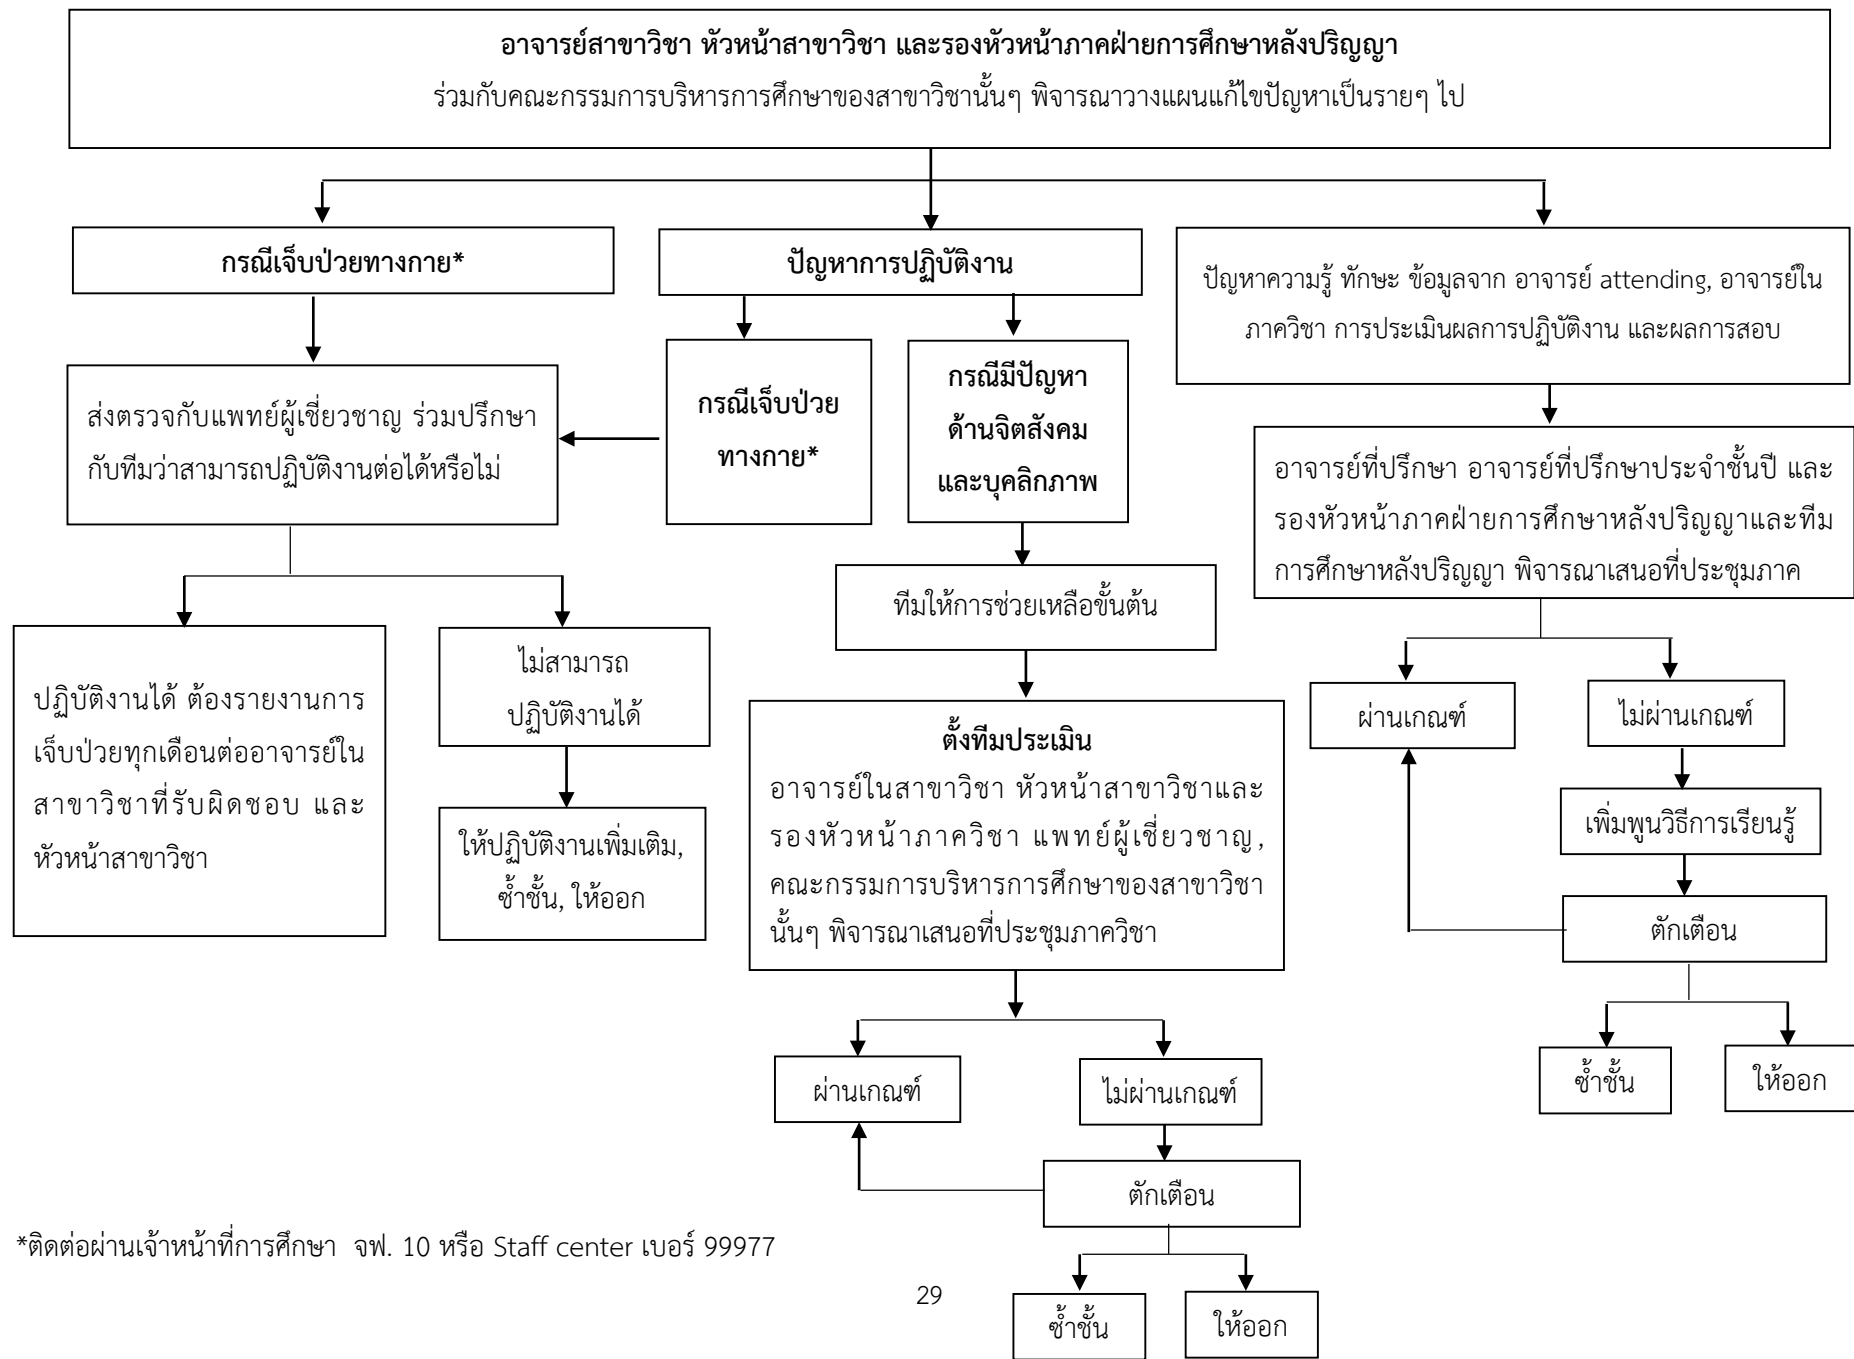 อาจารย์สาขาวิชา หัวหน้าสาขาวิชา และรองหัวหน้าภาคฝ่ายการศึกษาหลังปริญญา
ร่วมกับคณะกรรมการบริหารการศึกษาของสาขาวิชานั้นๆ พิจารณาวางแผนแก้ไขปัญหาเป็นรายๆ ไป
กรณีเจ็บป่วยทางกาย*
ปัญหาการปฏิบัติงาน
ปัญหาความรู้ ทักษะ ข้อมูลจาก อาจารย์ attending, อาจารย์ใน
ภาควิชา การประเมินผลการปฏิบัติงาน และผลการสอบ
ส่งตรวจกับแพทย์ผู้เชี่ยวชาญ ร่วมปรึกษา
กับทีมว่าสามารถปฏิบัติงานต่อได้หรือไม่
กรณีเจ็บป่วย
ทางกาย*
กรณีมีปัญหา
ด้านจิตสังคม
และบุคลิกภาพ
อาจารย์ที่ปรึกษา อาจารย์ที่ปรึกษาประจำชั้นปี และ
รองหัวหน้าภาคฝ่ายการศึกษาหลังปริญญาและทีม
การศึกษาหลังปริญญา พิจารณาเสนอที่ประชุมภาค
ทีมให้การช่วยเหลือขั้นต้น
ปฏิบัติงานได้ ต้องรายงานการ
เจ็บป่วยทุกเดือนต่ออาจารย์ใน
สาขาวิชาที่รับผิดชอบ และ
หัวหน้าสาขาวิชา
ไม่สามารถ
ปฏิบัติงานได้
ให้ปฏิบัติงานเพิ่มเติม,
ซ้ำชั้น, ให้ออก
ตั้งทีมประเมิน
อาจารย์ในสาขาวิชา หัวหน้าสาขาวิชาและ
รองหัวหน้าภาควิชา แพทย์ผู้เชี่ยวชาญ,
คณะกรรมการบริหารการศึกษาของสาขาวิชา
นั้นๆ พิจารณาเสนอที่ประชุมภาควิชา
ผ่านเกณฑ์
ไม่ผ่านเกณฑ์
เพิ่มพูนวิธีการเรียนรู้
ตักเตือน
ซ้ำชั้น
ให้ออก
ผ่านเกณฑ์
ไม่ผ่านเกณฑ์
ตักเตือน
ซ้ำชั้น
ให้ออก
*ติดต่อผ่านเจ้าหน้าที่การศึกษา จฟ. 10 หรือ Staff center เบอร์ 99977
29